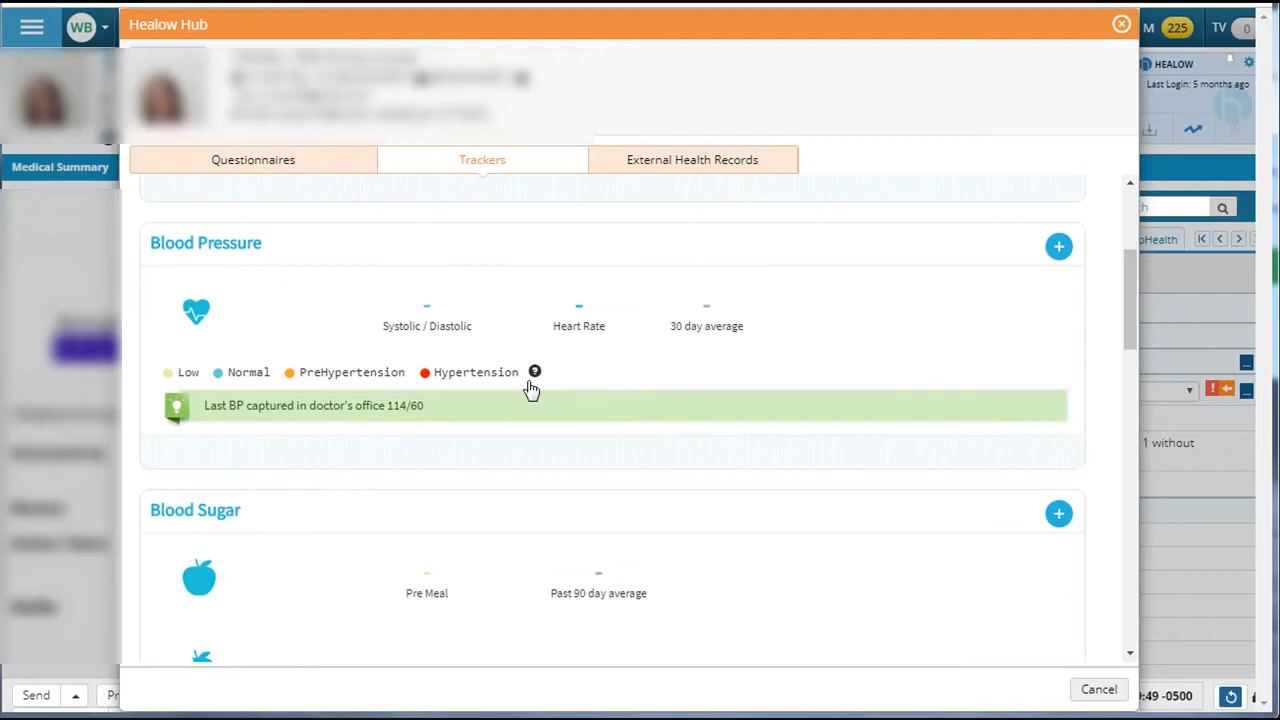 WB
Healow Hub
M 225 TV 0
HEALOW
Last Login: 5 months ago
Medical Summary
Questionnaires
Trackers
External Health Records
Blood Pressure
+
-
-
-
Systolic / Diastolic
Heart Rate
30 day average
Low
Normal
PreHypertension
Hypertension
?
Last BP captured in doctor's office 114/60
Blood Sugar
+
-
-
Pre Meal
Past 90 day average
1 without
Send
Cancel
:49 -0500